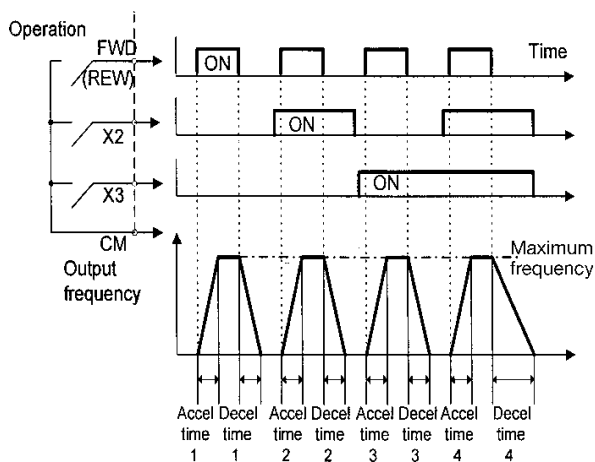 Operation
FWD
(REW)
ON
Time
X2
ON
X3
ON
CM
Output
frequency
Maximum
frequency
Accel Decel Accel Decel Accel Decel Accel Decel
time time time time time time time time
1 1 2 2 3 3 4 4